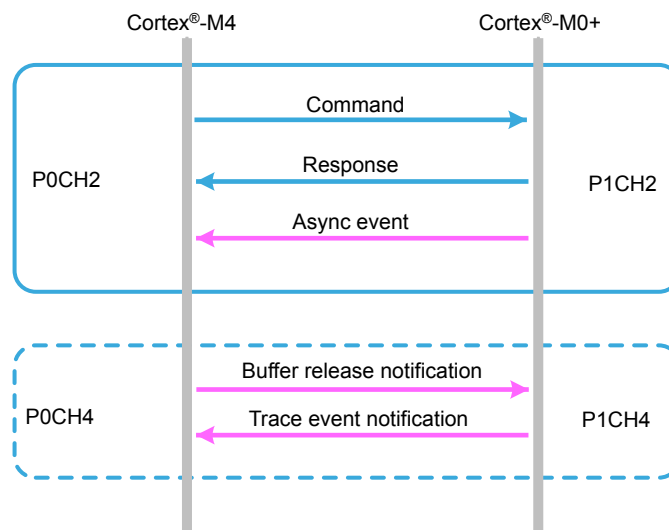 Cortex®-M4
Cortex®-M0+
Command
Response
P0CH2
P1CH2
Async event
Buffer release notification
P0CH4
P1CH4
Trace event notification